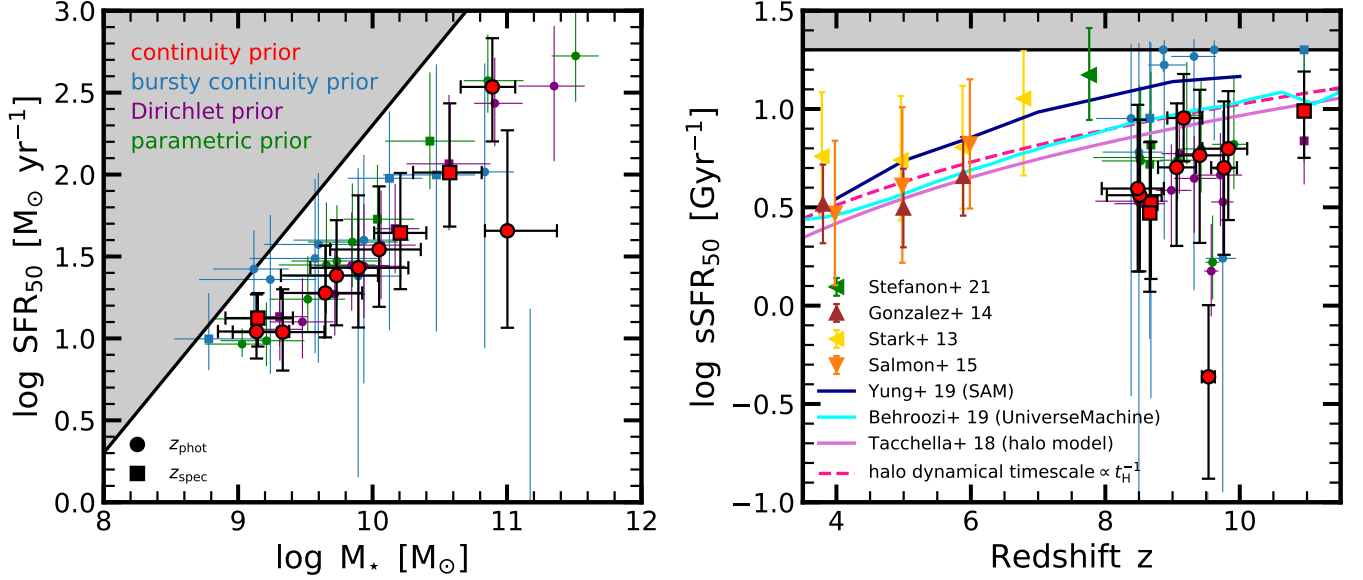 log SFR₅₀ [M⊙ yr⁻¹]
3.0
2.5
2.0
1.5
1.0
0.5
0.0
continuity prior
bursty continuity prior
Dirichlet prior
parametric prior
z_phot
z_spec
8 9 10 11 12
log M⋆ [M⊙]
log sSFR₅₀ [Gyr⁻¹]
1.5
1.0
0.5
0.0
−0.5
−1.0
Stefanon+ 21
Gonzalez+ 14
Stark+ 13
Salmon+ 15
Yung+ 19 (SAM)
Behroozi+ 19 (UniverseMachine)
Tacchella+ 18 (halo model)
halo dynamical timescale ∝ t_H⁻¹
4 6 8 10
Redshift z